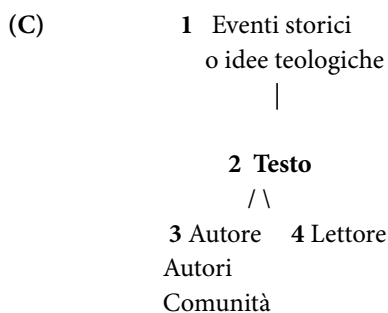 (C) 1 Eventi storici
o idee teologiche
|
2 Testo
/ \
3 Autore 4 Lettore
Autori
Comunità